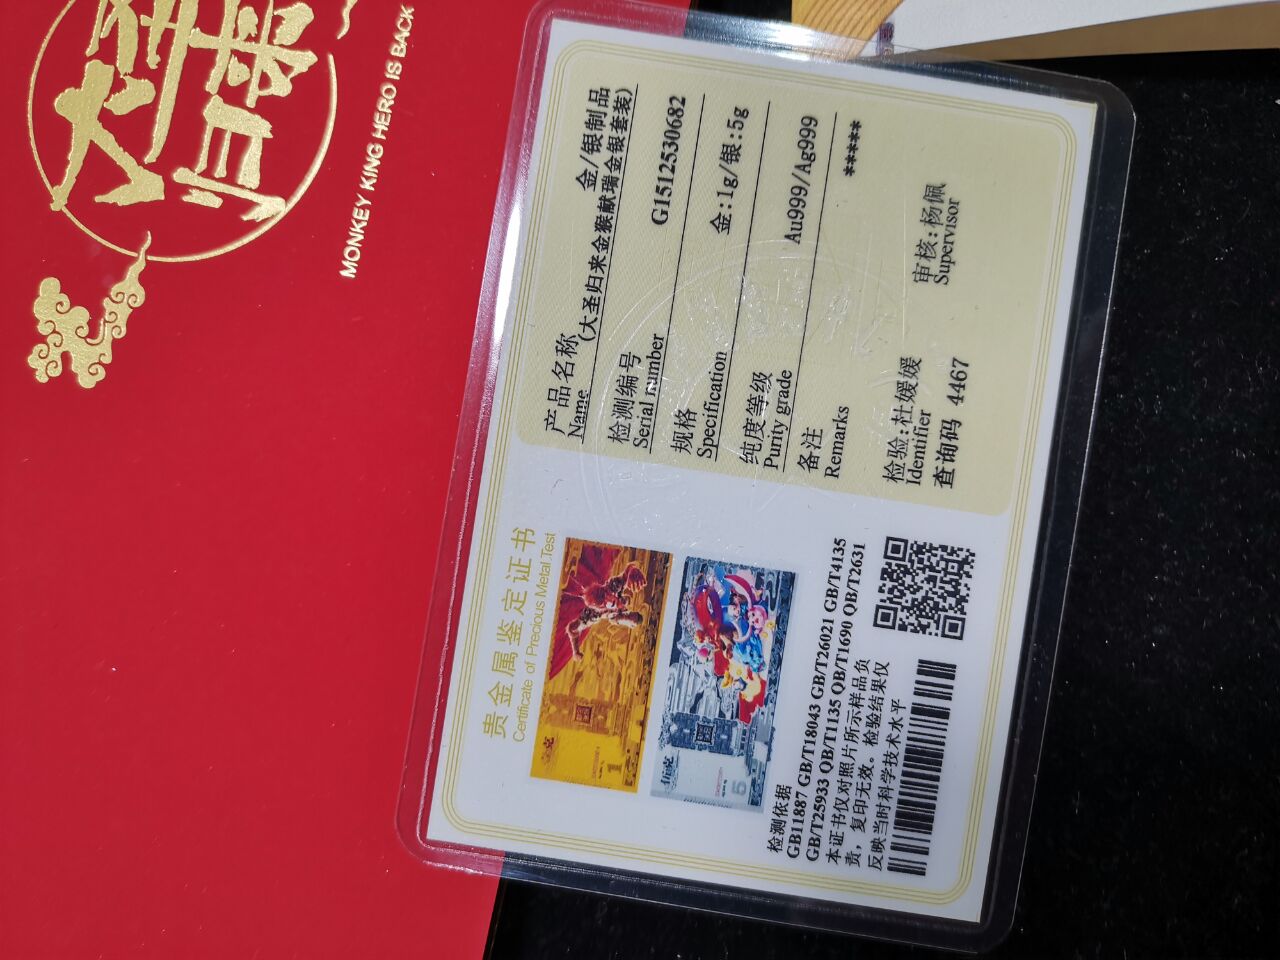 大圣
归来
MONKEY KING HERO IS BACK
贵金属鉴定证书
Certificate of Precious Metal Test
1
5
检测依据
GB11887 GB/T18043 GB/T26021 GB/T4135
GB/T25933 QB/T1135 QB/T1690 QB/T2631
本证书仅对照片所示样品负
责，复印无效。检验结果仅
反映当时科学技术水平
产品名称 金/银制品
Name (大圣归来金猴献瑞金银套装)
检测编号
Serial number G1512530682
规格
Specification 金:1g/银:5g
纯度等级
Purity grade Au999/Ag999
备注
Remarks *****
检验:杜媛媛 审核:杨佩
Identifier Supervisor
查询码 4467